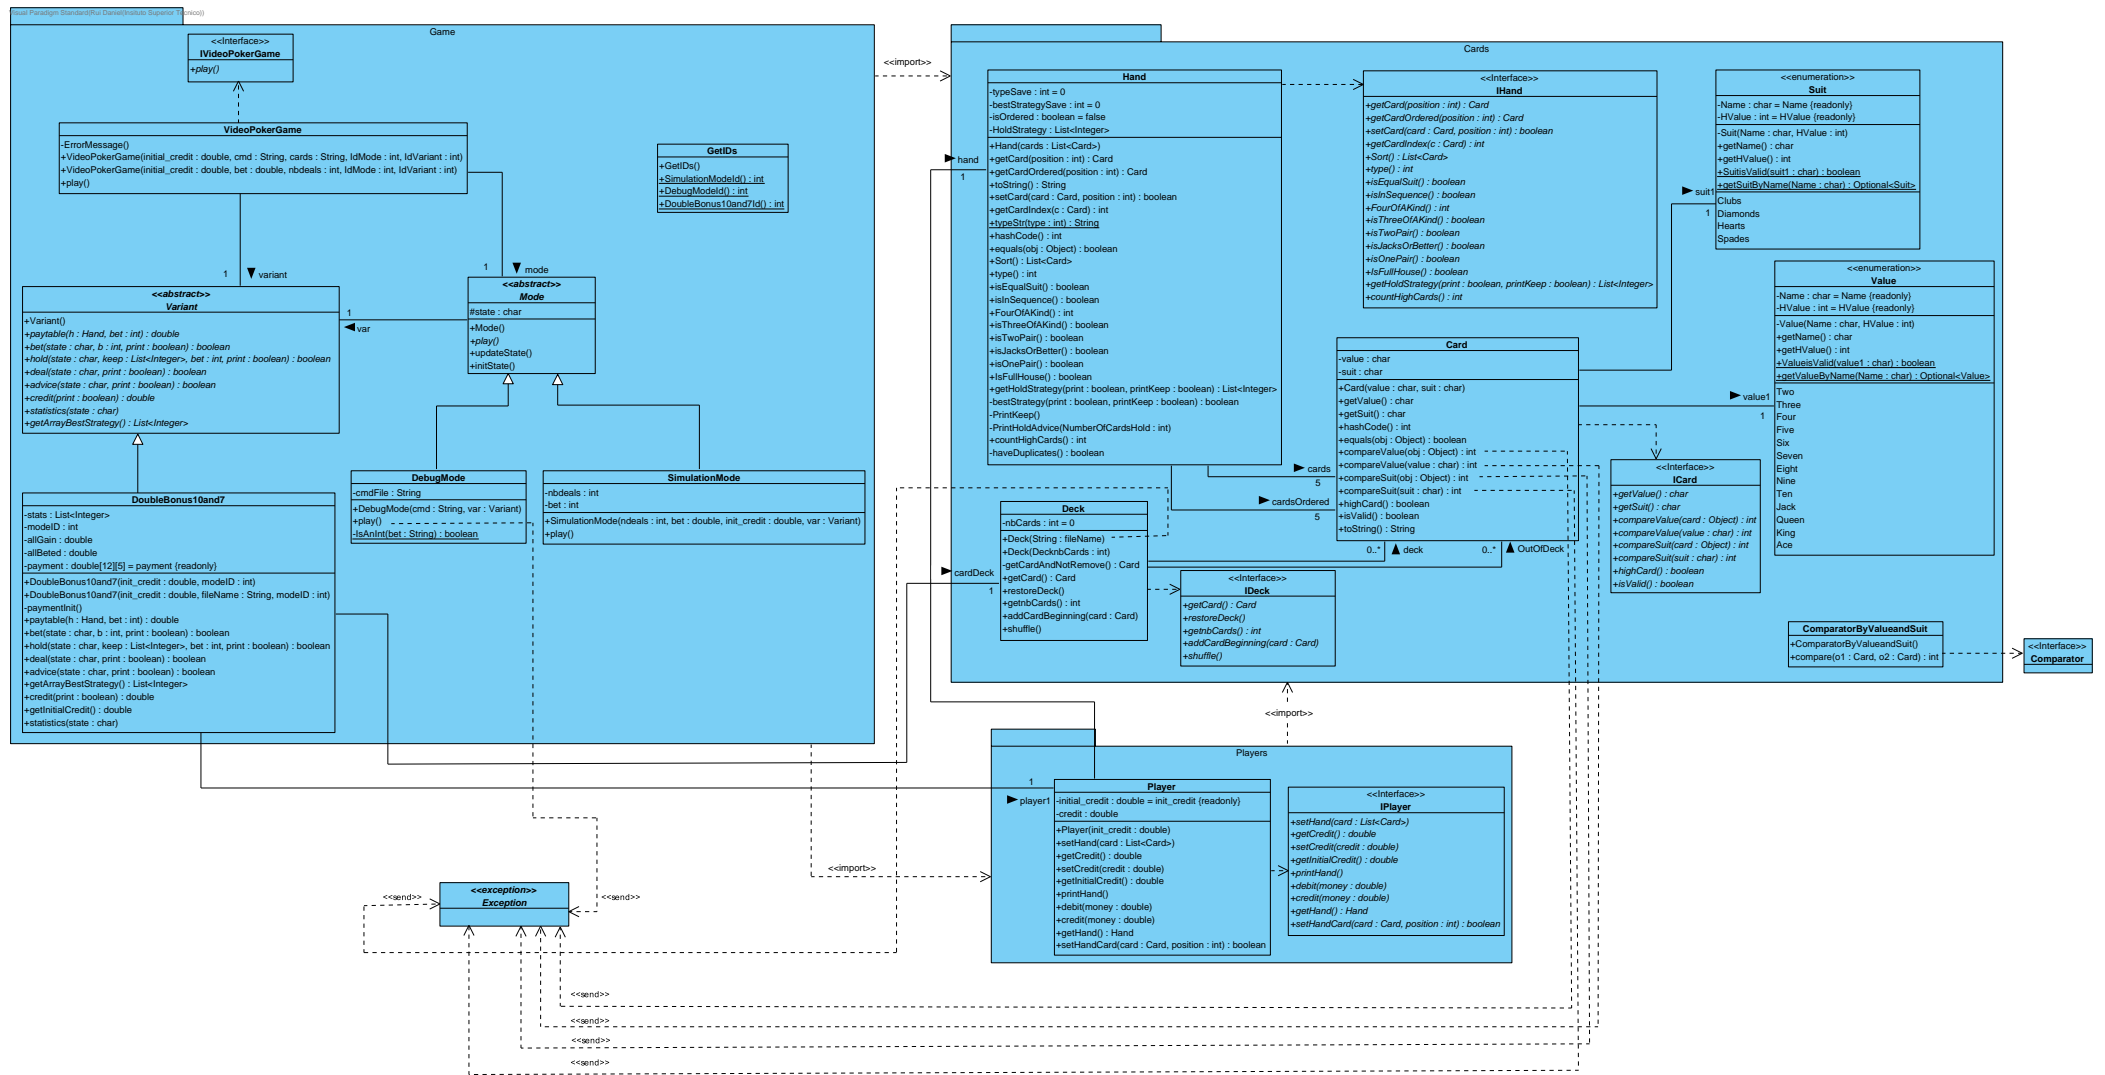 Visual Paradigm Standard(Rui Daniel(Instituto Superior Tecnico))
Game
<<Interface>>
IVideoPokerGame
+play()
VideoPokerGame
-ErrorMessage()
+VideoPokerGame(initial_credit : double, cmd : String, cards : String, IdMode : int, IdVariant : int)
+VideoPokerGame(initial_credit : double, bet : double, nbdeals : int, IdMode : int, IdVariant : int)
+play()
GetIDs
+GetIDs()
+SimulationModeId() : int
+DebugModeId() : int
+DoubleBonus10and7Id() : int
1
variant
1
mode
<<abstract>>
Variant
+Variant()
+paytable(h : Hand, bet : int) : double
+bet(state : char, b : int, print : boolean) : boolean
+hold(state : char, keep : List<Integer>, bet : int, print : boolean) : boolean
+deal(state : char, print : boolean) : boolean
+advice(state : char, print : boolean) : boolean
+credit(print : boolean) : double
+statistics(state : char)
+getArrayBestStrategy() : List<Integer>
1
var
<<abstract>>
Mode
#state : char
+Mode()
+play()
+updateState()
+initState()
DebugMode
-cmdFile : String
+DebugMode(cmd : String, var : Variant)
+play()
-IsAnInt(bet : String) : boolean
SimulationMode
-nbdeals : int
-bet : int
+SimulationMode(ndeals : int, bet : double, init_credit : double, var : Variant)
+play()
DoubleBonus10and7
-stats : List<Integer>
-modeID : int
-allGain : double
-allBeted : double
-payment : double[12][5] = payment {readonly}
+DoubleBonus10and7(init_credit : double, modeID : int)
+DoubleBonus10and7(init_credit : double, fileName : String, modeID : int)
-paymentInit()
+paytable(h : Hand, bet : int) : double
+bet(state : char, b : int, print : boolean) : boolean
+hold(state : char, keep : List<Integer>, bet : int, print : boolean) : boolean
+deal(state : char, print : boolean) : boolean
+advice(state : char, print : boolean) : boolean
+getArrayBestStrategy() : List<Integer>
+credit(print : boolean) : double
+getInitialCredit() : double
+statistics(state : char)
<<import>>
Cards
hand
1
Hand
-typeSave : int = 0
-bestStrategySave : int = 0
-isOrdered : boolean = false
-HoldStrategy : List<Integer>
+Hand(cards : List<Card>)
+getCard(position : int) : Card
+getCardOrdered(position : int) : Card
+toString() : String
+setCard(card : Card, position : int) : boolean
+getCardIndex(c : Card) : int
+typeStr(type : int) : String
+hashCode() : int
+equals(obj : Object) : boolean
+Sort() : List<Card>
+type() : int
+isEqualSuit() : boolean
+isInSequence() : boolean
+FourOfAKind() : int
+isThreeOfAKind() : boolean
+isTwoPair() : boolean
+isJacksOrBetter() : boolean
+isOnePair() : boolean
+IsFullHouse() : boolean
+getHoldStrategy(print : boolean, printKeep : boolean) : List<Integer>
-bestStrategy(print : boolean, printKeep : boolean) : boolean
-PrintKeep()
-PrintHoldAdvice(NumberOfCardsHold : int)
+countHighCards() : int
-haveDuplicates() : boolean
<<Interface>>
IHand
+getCard(position : int) : Card
+getCardOrdered(position : int) : Card
+setCard(card : Card, position : int) : boolean
+getCardIndex(c : Card) : int
+Sort() : List<Card>
+type() : int
+isEqualSuit() : boolean
+isInSequence() : boolean
+FourOfAKind() : int
+isThreeOfAKind() : boolean
+isTwoPair() : boolean
+isJacksOrBetter() : boolean
+isOnePair() : boolean
+IsFullHouse() : boolean
+getHoldStrategy(print : boolean, printKeep : boolean) : List<Integer>
+countHighCards() : int
<<enumeration>>
Suit
-Name : char = Name {readonly}
-HValue : int = HValue {readonly}
-Suit(Name : char, HValue : int)
+getName() : char
+getHValue() : int
+SuitisValid(suit1 : char) : boolean
+getSuitByName(Name : char) : Optional<Suit>
Clubs
Diamonds
Hearts
Spades
suit1
1
<<enumeration>>
Value
-Name : char = Name {readonly}
-HValue : int = HValue {readonly}
-Value(Name : char, HValue : int)
+getName() : char
+getHValue() : int
+ValueisValid(value1 : char) : boolean
+getValueByName(Name : char) : Optional<Value>
Two
Three
Four
Five
Six
Seven
Eight
Nine
Ten
Jack
Queen
King
Ace
value1
1
Card
-value : char
-suit : char
+Card(value : char, suit : char)
+getValue() : char
+getSuit() : char
+hashCode() : int
+equals(obj : Object) : boolean
+compareValue(obj : Object) : int
+compareValue(value : char) : int
+compareSuit(obj : Object) : int
+compareSuit(suit : char) : int
+highCard() : boolean
+isValid() : boolean
+toString() : String
cards
5
cardsOrdered
5
0..*
deck
0..*
OutOfDeck
<<Interface>>
ICard
+getValue() : char
+getSuit() : char
+compareValue(card : Object) : int
+compareValue(value : char) : int
+compareSuit(card : Object) : int
+compareSuit(suit : char) : int
+highCard() : boolean
+isValid() : boolean
cardDeck
1
Deck
-nbCards : int = 0
+Deck(String : fileName)
+Deck(DecknbCards : int)
-getCardAndNotRemove() : Card
+getCard() : Card
+restoreDeck()
+getnbCards() : int
+addCardBeginning(card : Card)
+shuffle()
<<Interface>>
IDeck
+getCard() : Card
+restoreDeck()
+getnbCards() : int
+addCardBeginning(card : Card)
+shuffle()
ComparatorByValueandSuit
+ComparatorByValueandSuit()
+compare(o1 : Card, o2 : Card) : int
<<Interface>>
Comparator
<<import>>
Players
1
player1
Player
-initial_credit : double = init_credit {readonly}
-credit : double
+Player(init_credit : double)
+setHand(card : List<Card>)
+getCredit() : double
+setCredit(credit : double)
+getInitialCredit() : double
+printHand()
+debit(money : double)
+credit(money : double)
+getHand() : Hand
+setHandCard(card : Card, position : int) : boolean
<<Interface>>
IPlayer
+setHand(card : List<Card>)
+getCredit() : double
+setCredit(credit : double)
+getInitialCredit() : double
+printHand()
+debit(money : double)
+credit(money : double)
+getHand() : Hand
+setHandCard(card : Card, position : int) : boolean
<<import>>
<<exception>>
Exception
<<send>>
<<send>>
<<send>>
<<send>>
<<send>>
<<send>>